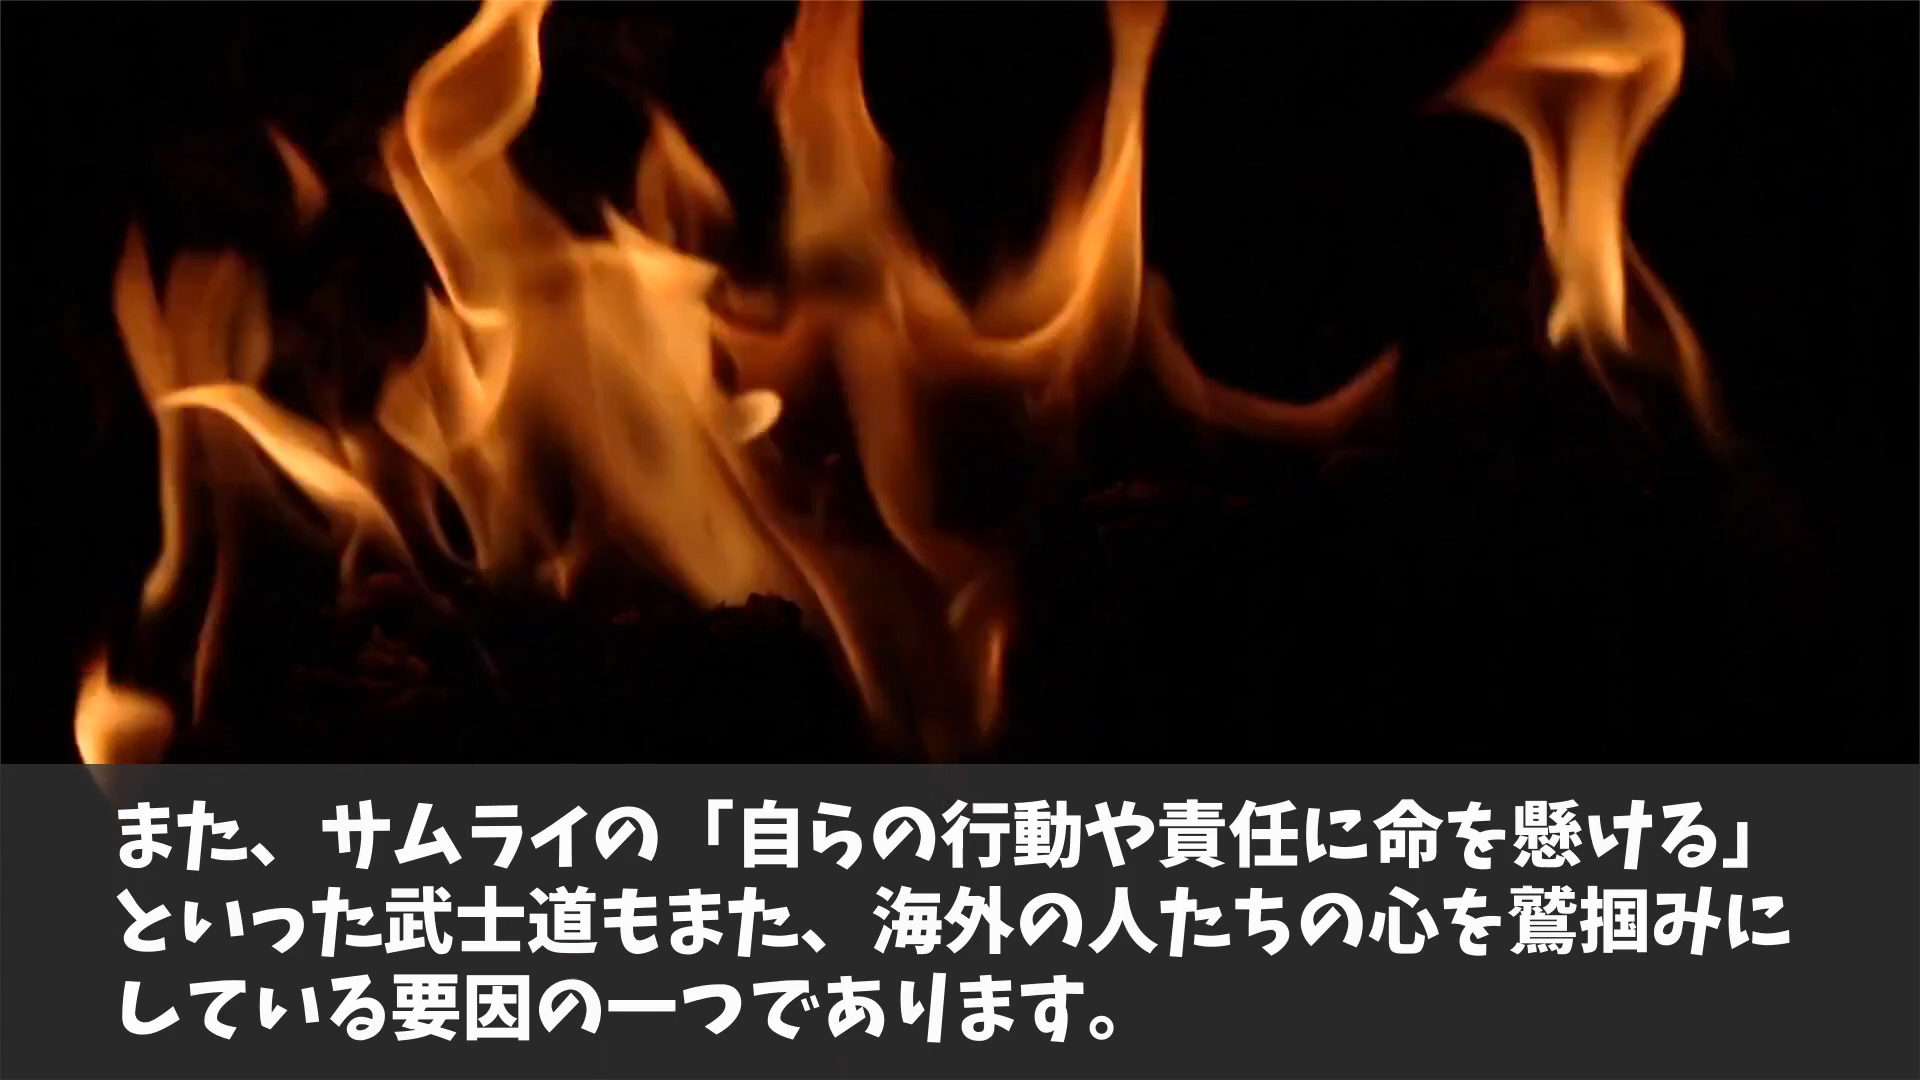 また、サムライの「自らの行動や責任に命を懸ける」
といった武士道もまた、海外の人たちの心を鷲掴みに
している要因の一つであります。